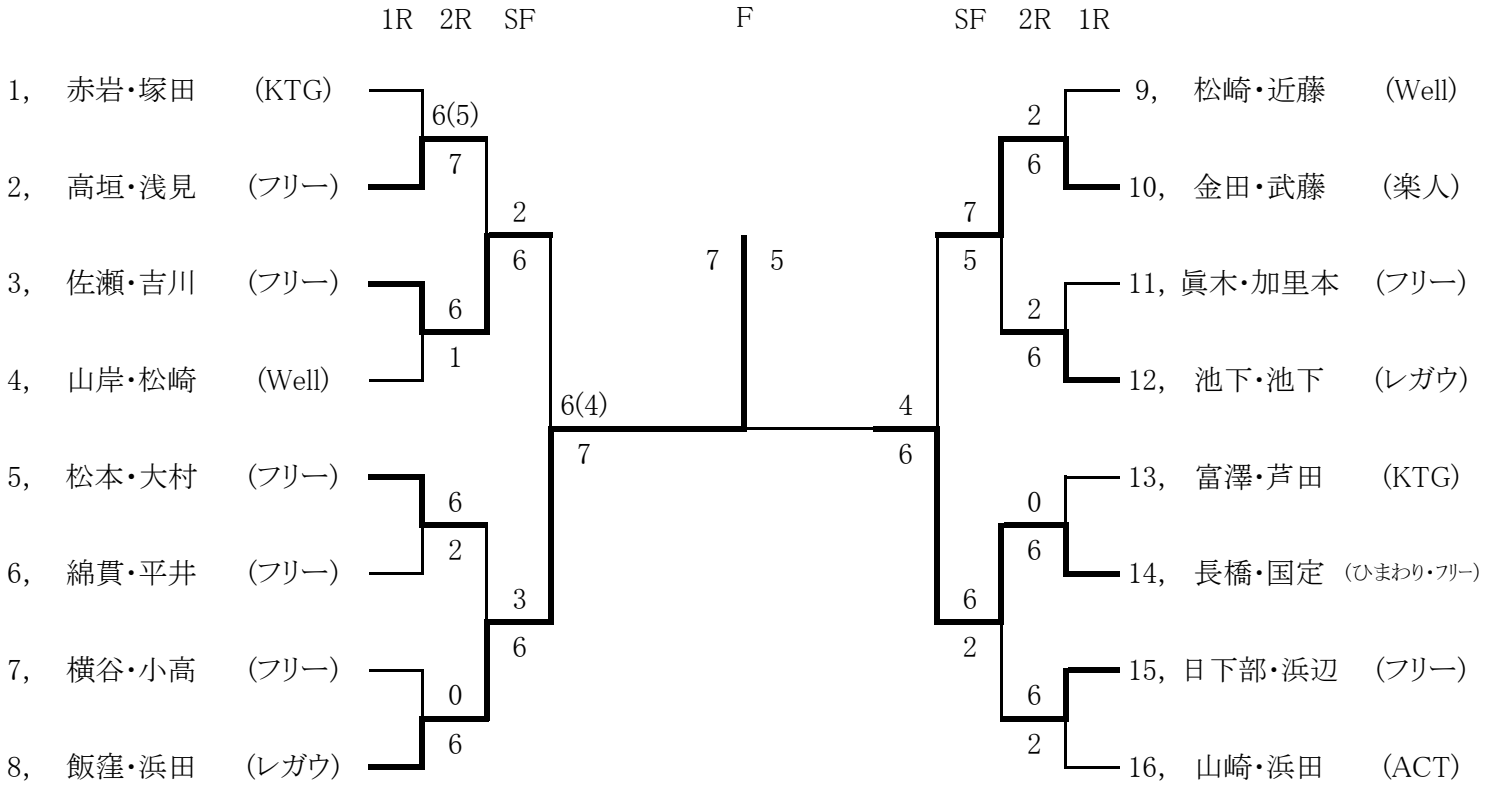 1R 2R SF F SF 2R 1R
1, 赤岩・塚田 (KTG) 9, 松崎・近藤 (Well)
6(5) 2
7 6
2, 高垣・浅見 (フリー) 10, 金田・武藤 (楽人)
2 7
6 7 5 5
3, 佐瀬・吉川 (フリー) 11, 眞木・加里本 (フリー)
6 2
1 6
4, 山岸・松崎 (Well) 12, 池下・池下 (レガウ)
6(4) 4
7 6
5, 松本・大村 (フリー) 13, 富澤・芦田 (KTG)
6 0
2 6
6, 綿貫・平井 (フリー) 14, 長橋・国定 (ひまわり・フリー)
3 6
6 2
7, 横谷・小高 (フリー) 15, 日下部・浜辺 (フリー)
0 6
6 2
8, 飯窪・浜田 (レガウ) 16, 山崎・浜田 (ACT)